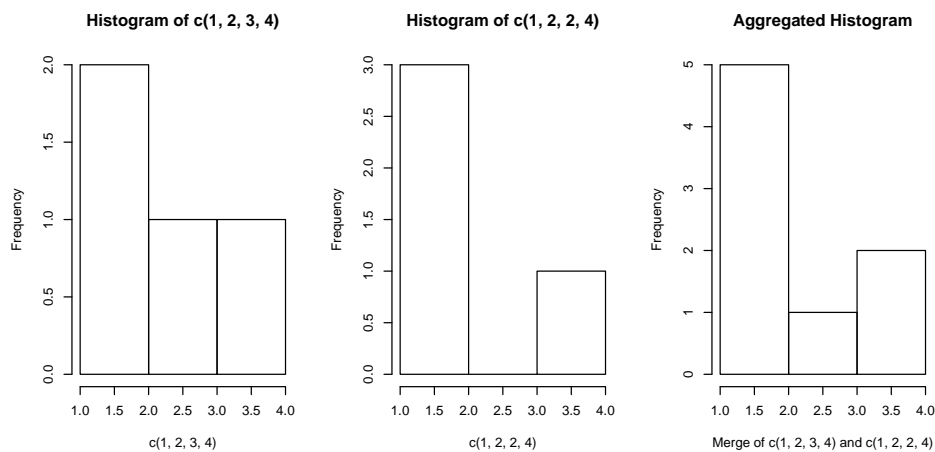 Histogram of c(1, 2, 3, 4)
Frequency
2.0
1.5
1.0
0.5
0.0
1.0 1.5 2.0 2.5 3.0 3.5 4.0
c(1, 2, 3, 4)
Histogram of c(1, 2, 2, 4)
Frequency
3.0
2.5
2.0
1.5
1.0
0.5
0.0
1.0 1.5 2.0 2.5 3.0 3.5 4.0
c(1, 2, 2, 4)
Aggregated Histogram
Frequency
5
4
3
2
1
0
1.0 1.5 2.0 2.5 3.0 3.5 4.0
Merge of c(1, 2, 3, 4) and c(1, 2, 2, 4)